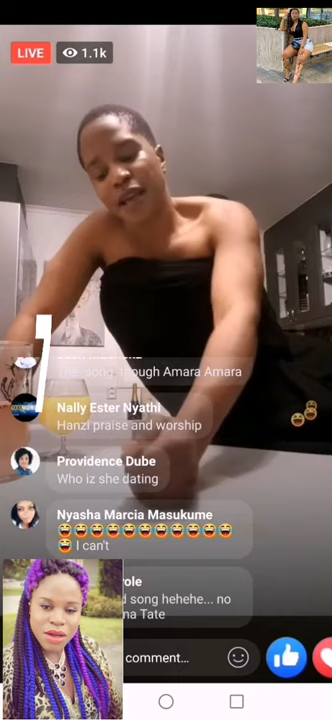 LIVE 1.1k
song, though Amara Amara
Nally Ester Nyathi
Hanzi praise and worship
Providence Dube
Who iz she dating
Nyasha Marcia Masukume
😂😂😂😂😂😂😂😂😂😂😂
😂 I can't
song hehehe... no
Tate
comment...